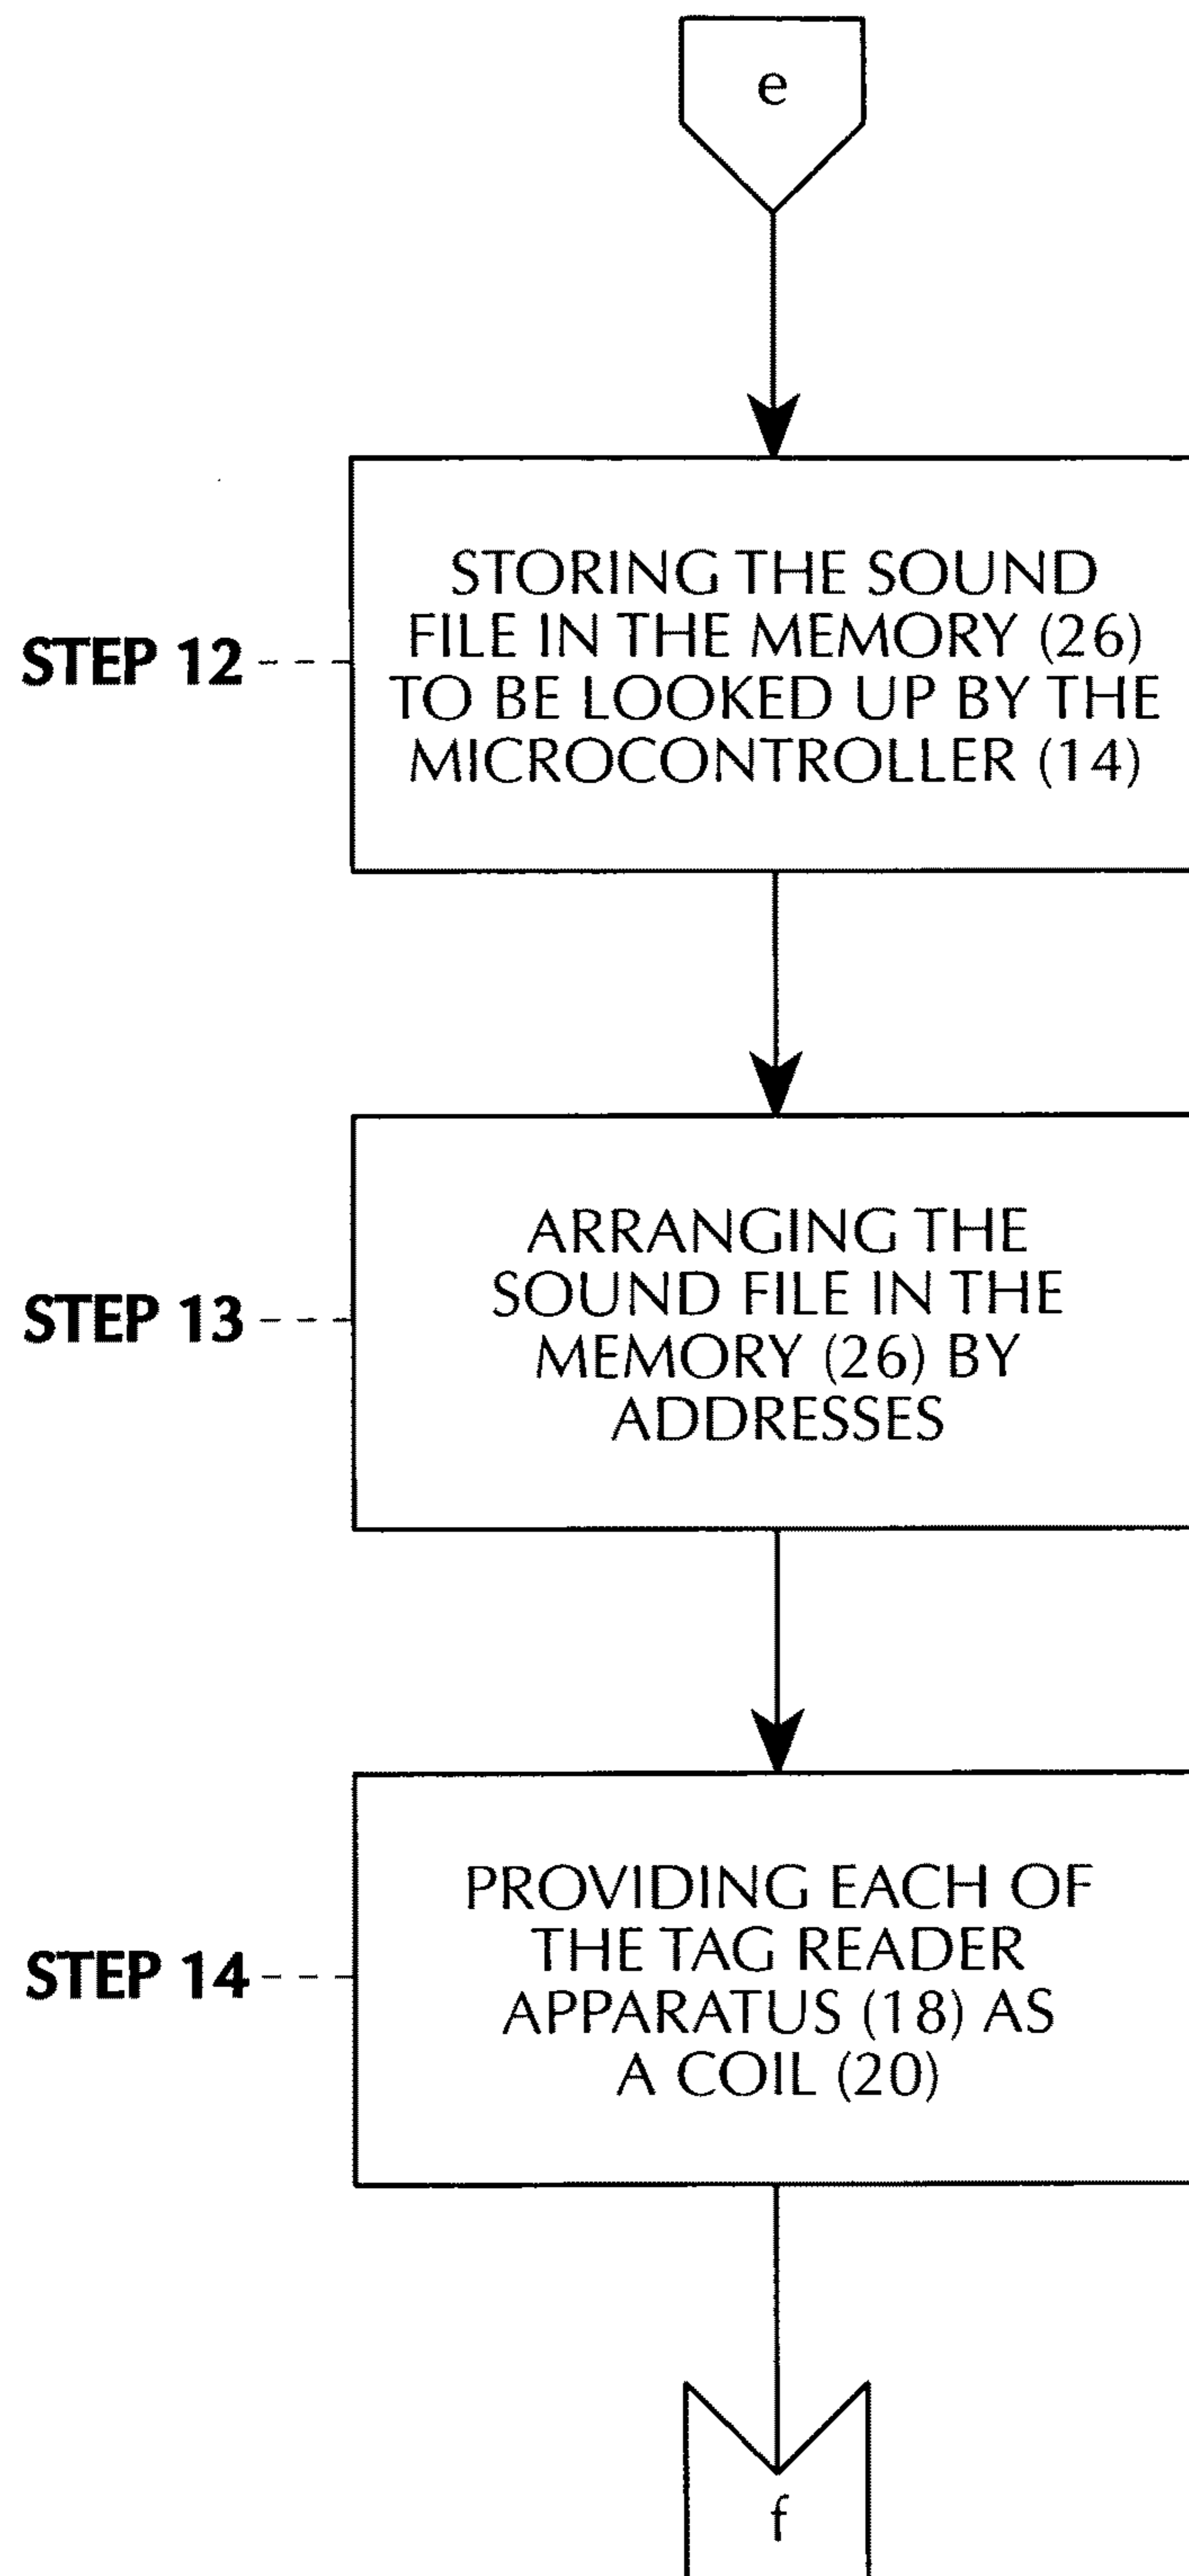 e
STORING THE SOUND
FILE IN THE MEMORY (26)
STEP 12
TO BE LOOKED UP BY THE
MICROCONTROLLER (14)
ARRANGING THE
SOUND FILE IN THE
STEP 13
MEMORY (26) BY
ADDRESSES
PROVIDING EACH OF
THE TAG READER
STEP 14
APPARATUS (18) AS
A COIL (20)
f